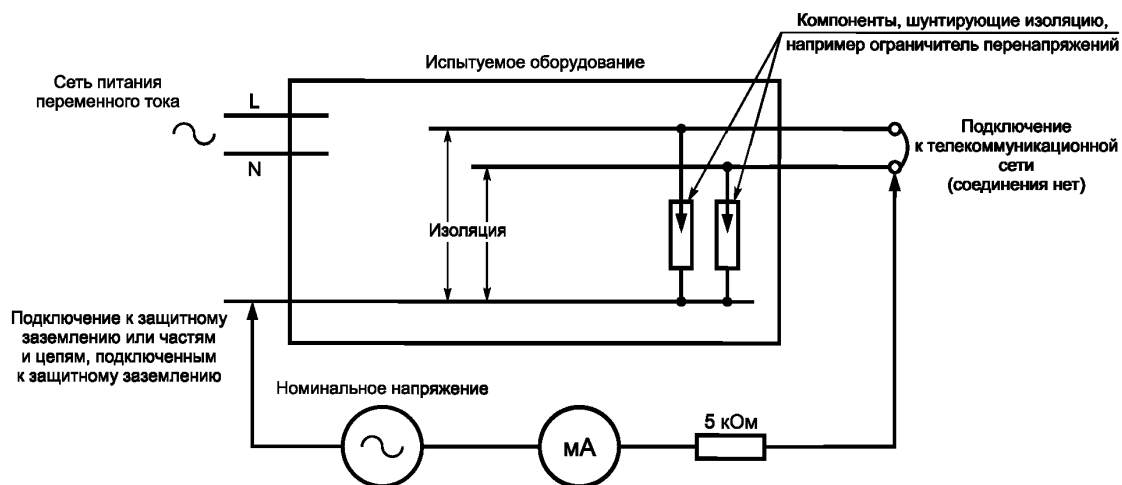 Компоненты, шунтирующие изоляцию,
например ограничитель перенапряжений
Испытуемое оборудование
Сеть питания
переменного тока
L
N
Подключение
к телекоммуникационной
сети
(соединения нет)
Изоляция
Подключение к защитному
заземлению или частям
и цепям, подключенным
к защитному заземлению
Номинальное напряжение
мА
5 кОм